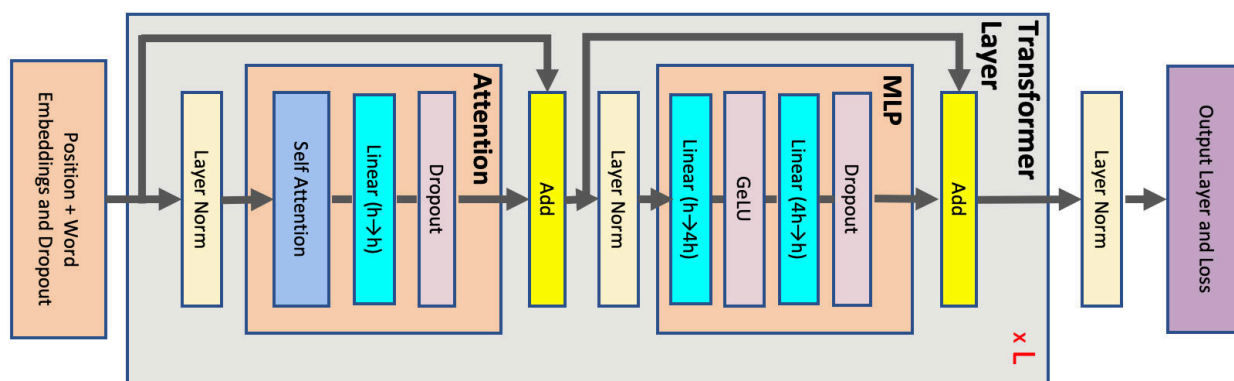 Position + Word
Embeddings and Dropout
Transformer
Layer
Layer Norm
Attention
Self Attention
Linear (h→h)
Dropout
Add
Layer Norm
MLP
Linear (h→4h)
GeLU
Linear (4h→h)
Dropout
Add
x L
Layer Norm
Output Layer and Loss